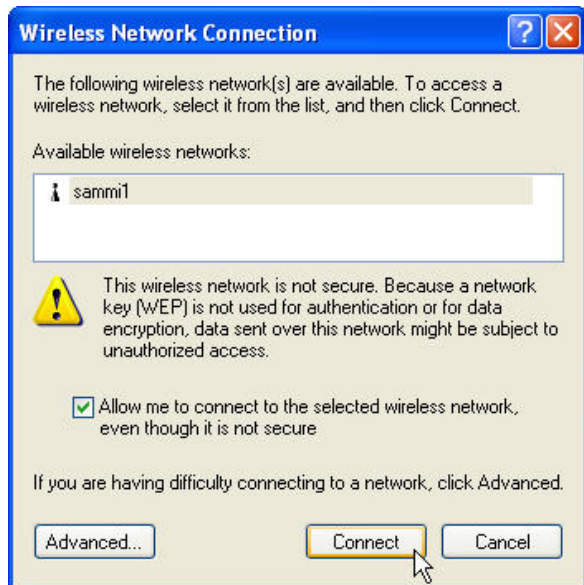 Wireless Network Connection
The following wireless network(s) are available. To access a
wireless network, select it from the list, and then click Connect.
Available wireless networks:
sammi1
This wireless network is not secure. Because a network
key (WEP) is not used for authentication or for data
encryption, data sent over this network might be subject to
unauthorized access.
Allow me to connect to the selected wireless network,
even though it is not secure
If you are having difficulty connecting to a network, click Advanced.
Advanced...
Connect
Cancel